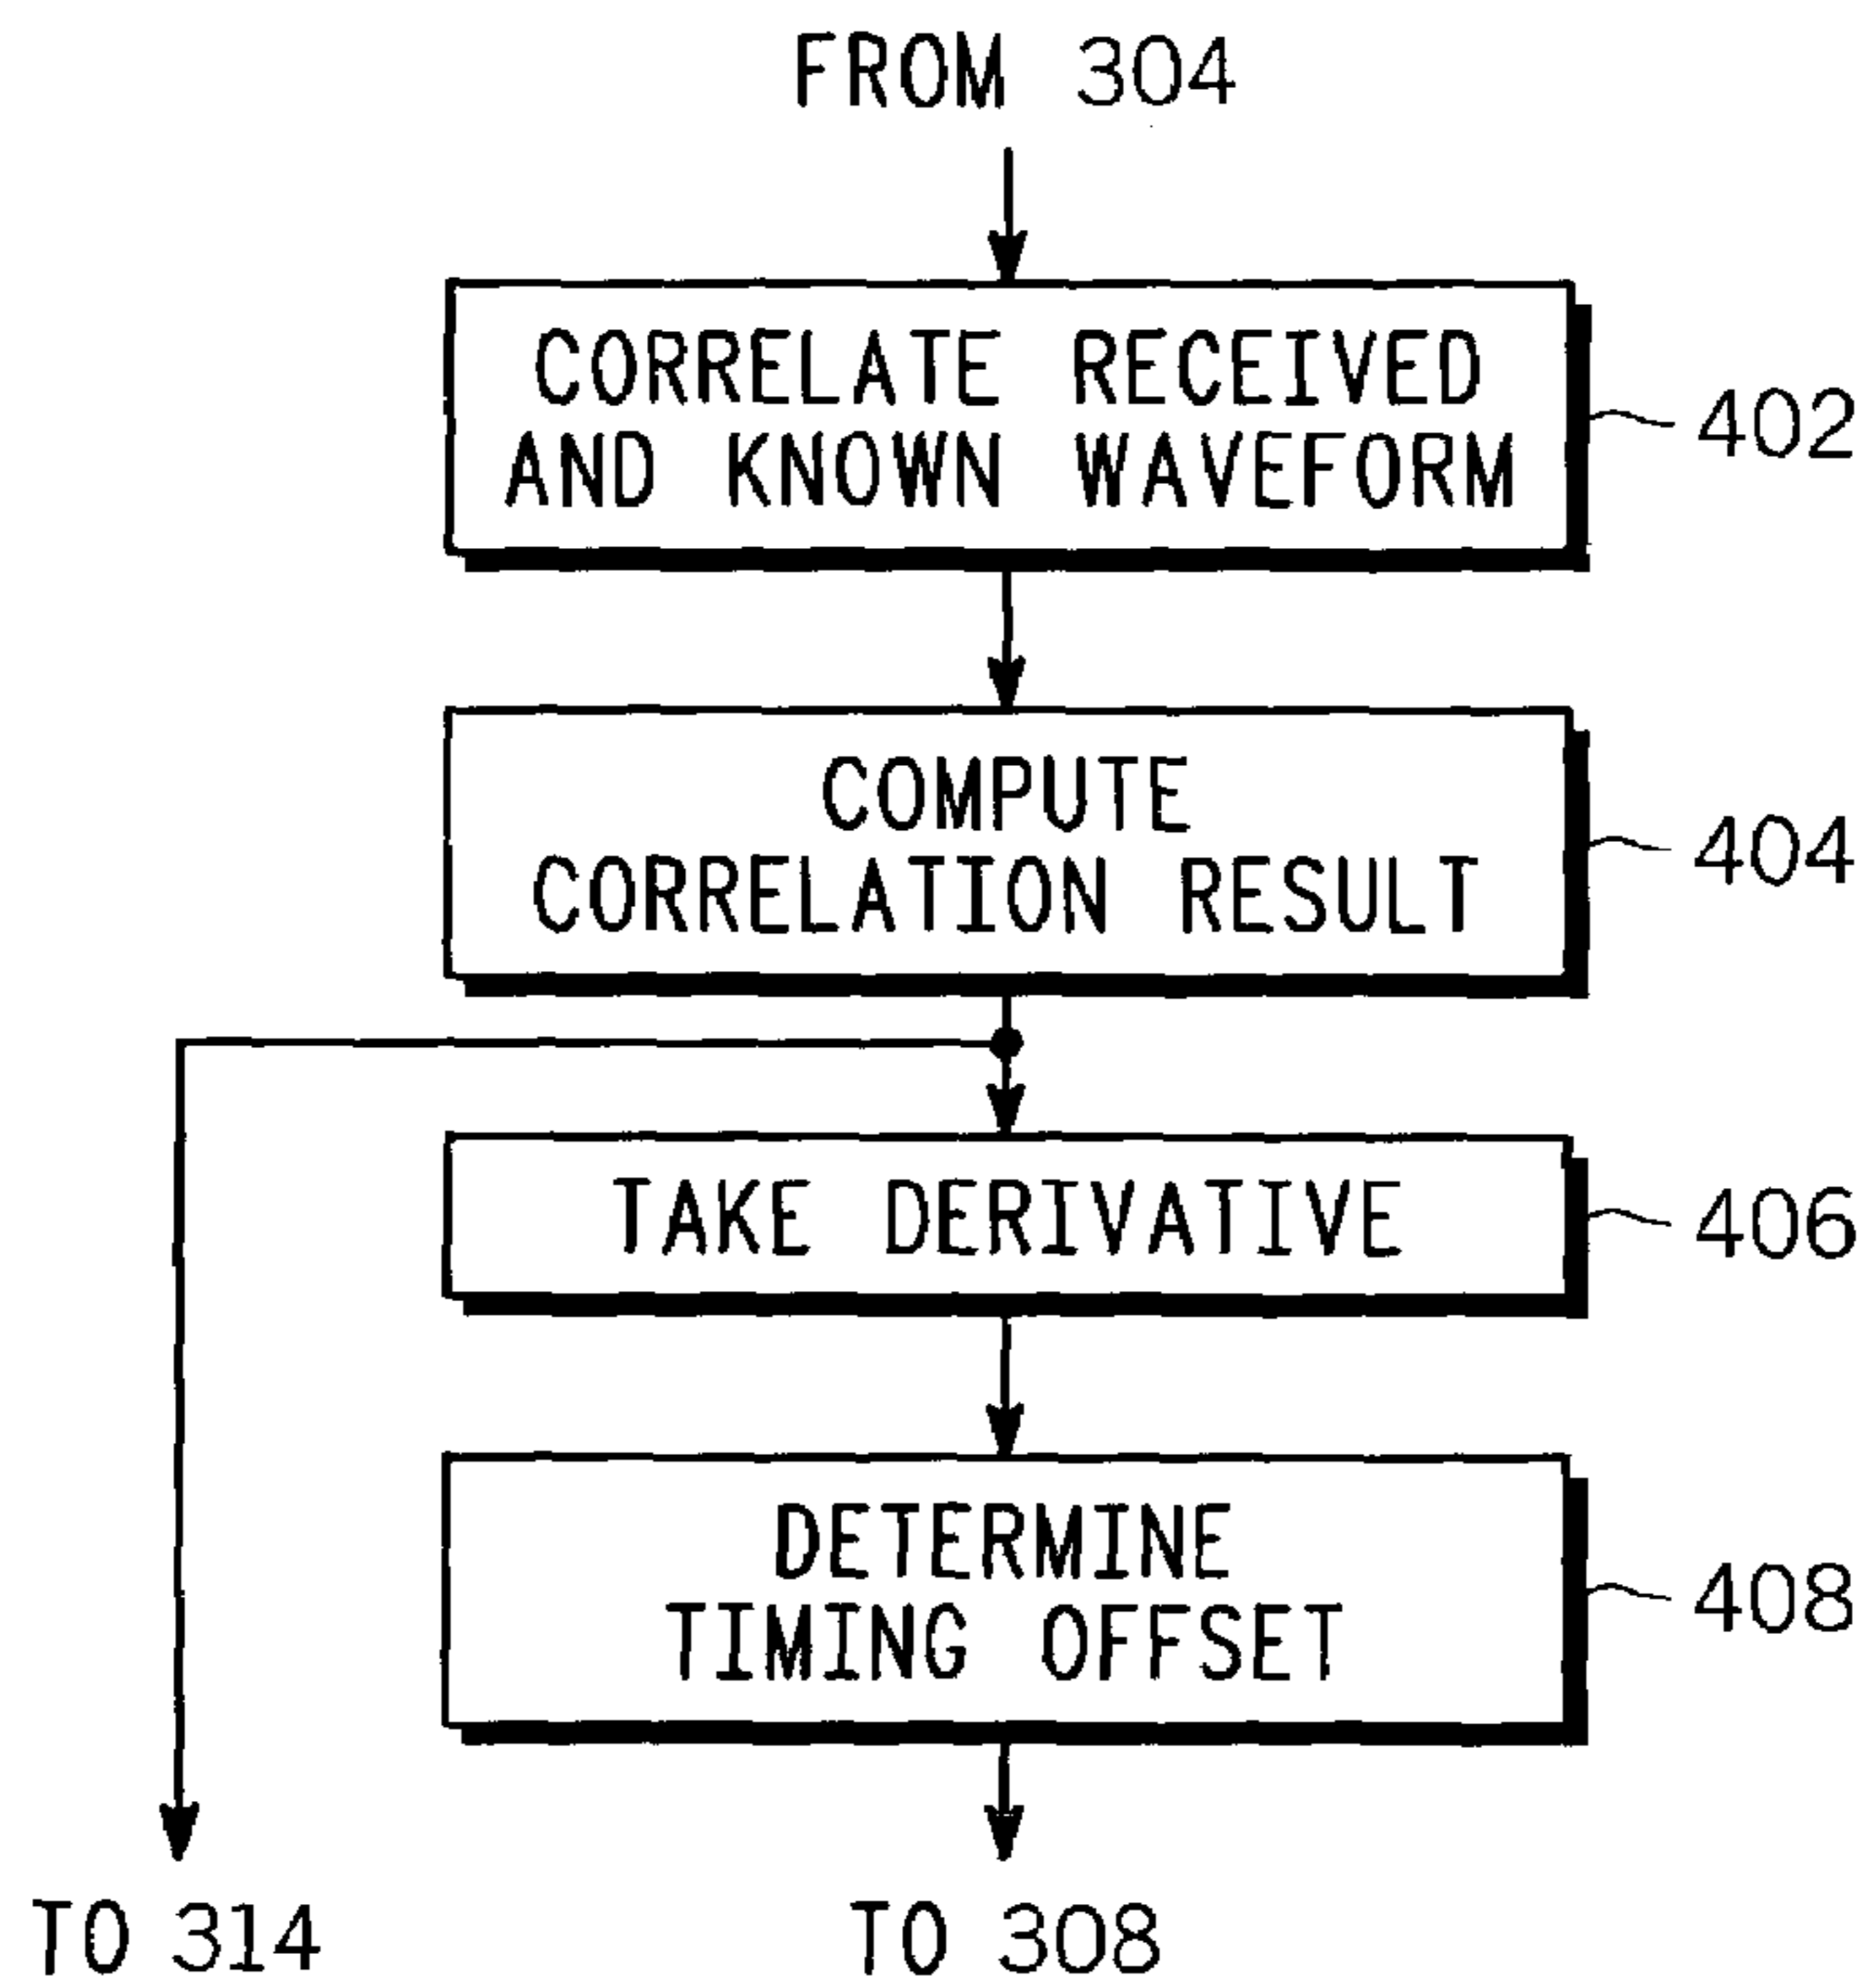 FROM 304
CORRELATE RECEIVED
AND KNOWN WAVEFORM
402
COMPUTE
CORRELATION RESULT
404
TAKE DERIVATIVE
406
DETERMINE
TIMING OFFSET
408
TO 314
TO 308